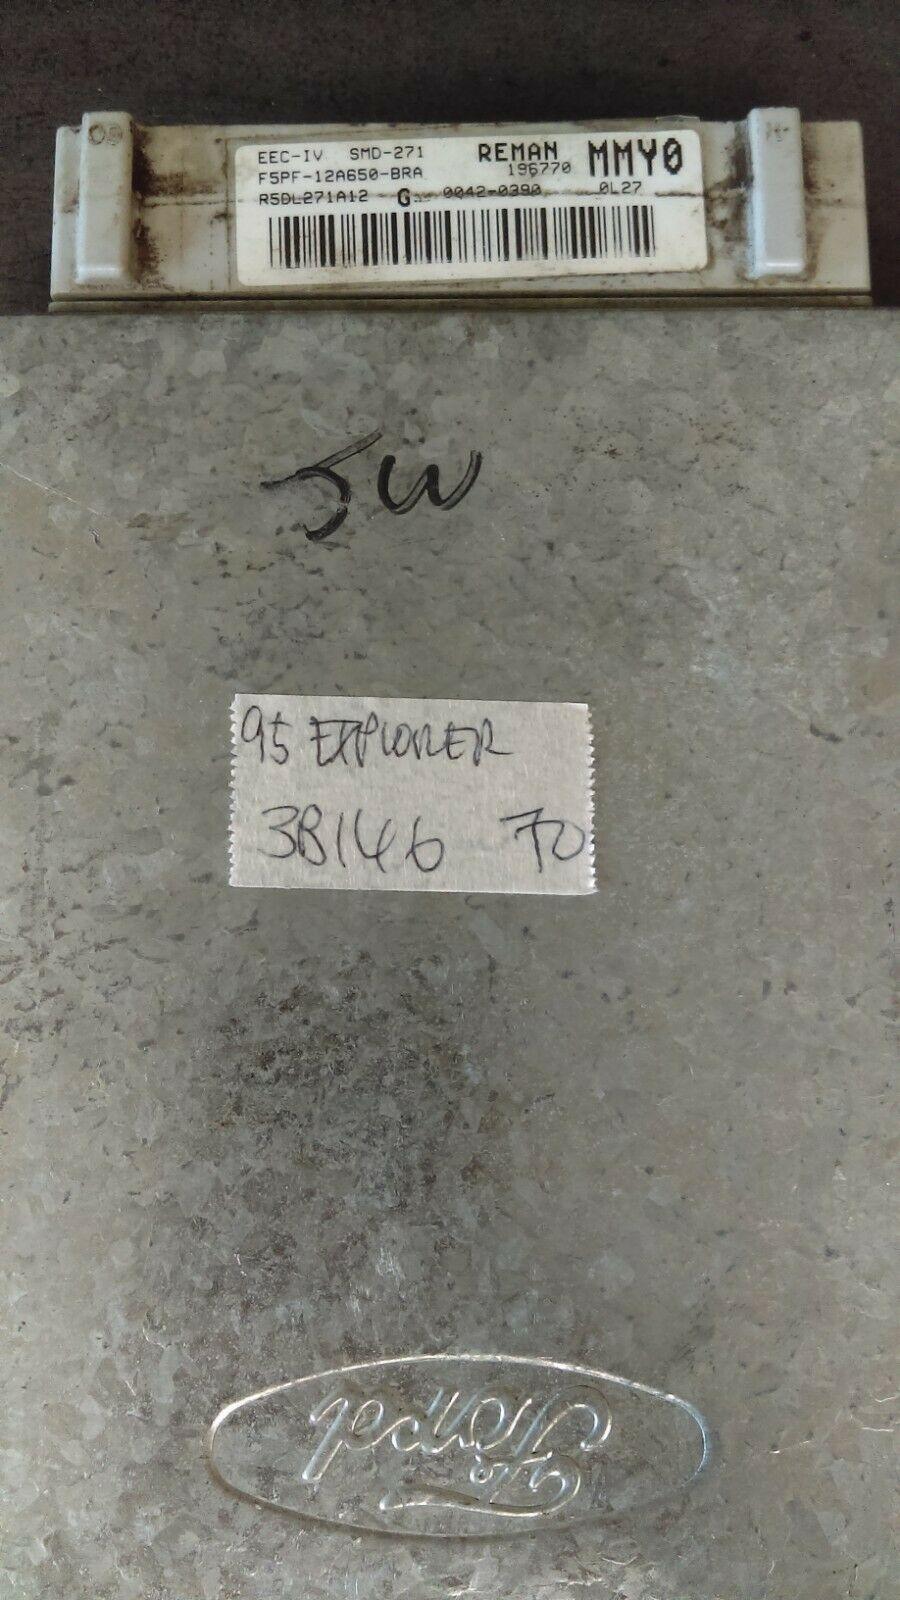 EEC-IV SMD-271 REMAN MMY0
F5PF-12A650-BRA 196770
R5DL271A12 G 0042-0390 0L27
JW
95 EXPLORER
3B146 70
Ford